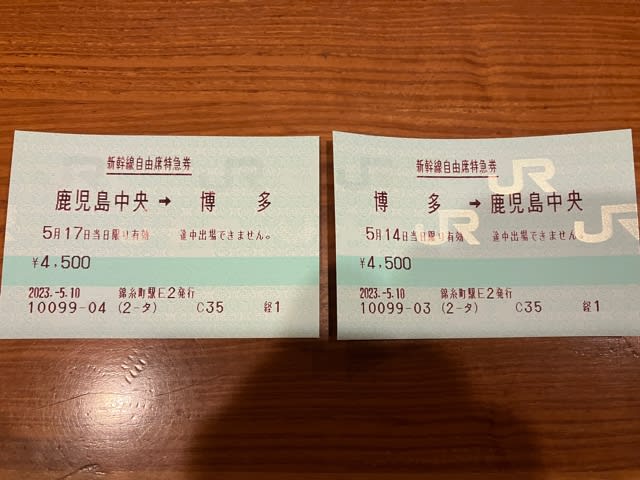 新幹線自由席特急券
鹿児島中央 → 博 多
5月17日当日限り有効 途中出場できません。
¥4,500
2023.-5.10 錦糸町駅E2発行
10099-04 (2-タ) C35 経1
新幹線自由席特急券
博 多 → 鹿児島中央
5月14日当日限り有効 途中出場できません。
¥4,500
2023.-5.10 錦糸町駅E2発行
10099-03 (2-タ) C35 経1
JR
JR
JR
JR